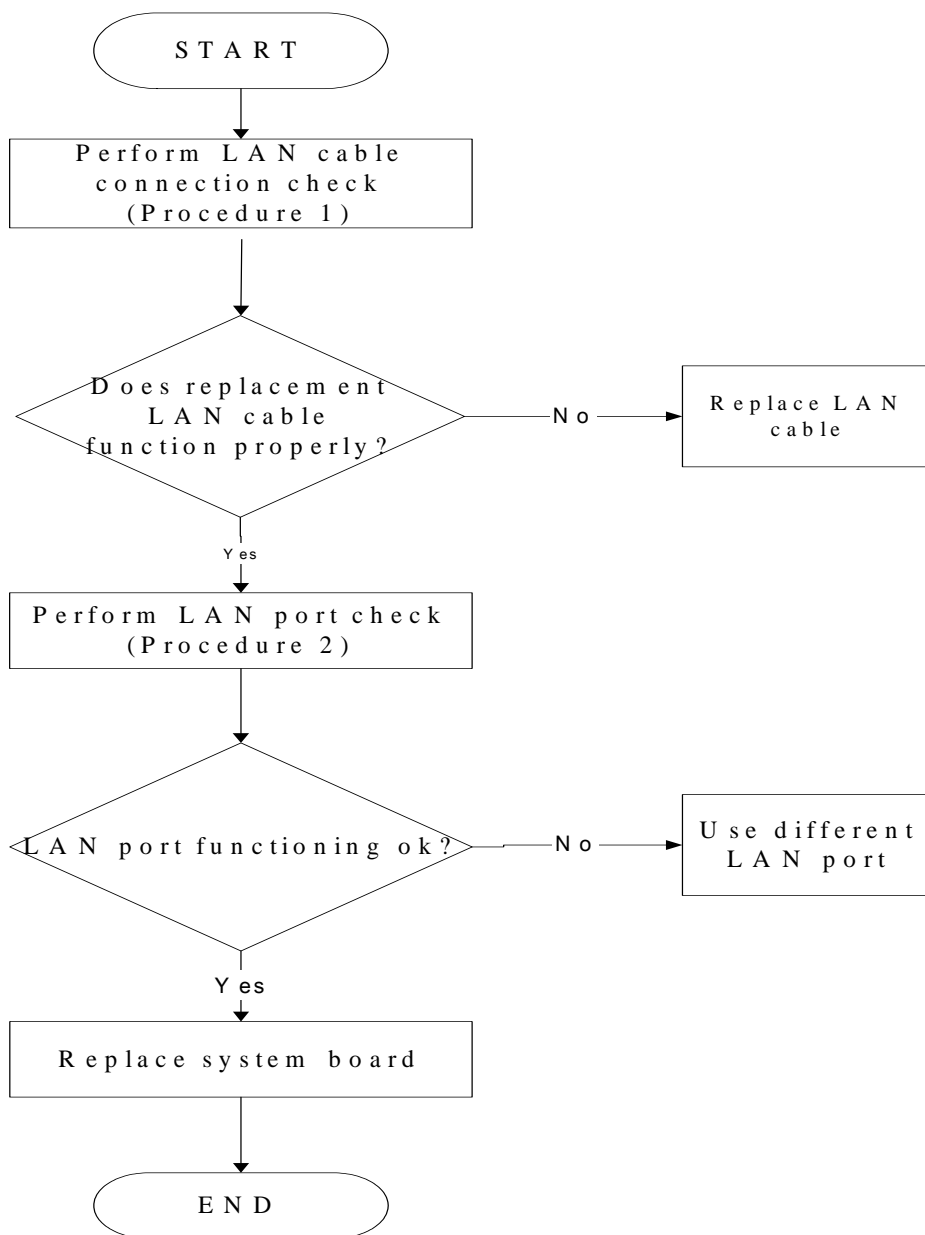 START
Perform LAN cable
connection check
(Procedure 1)
Does replacement
LAN cable
function properly?
No
Replace LAN
cable
Yes
Perform LAN port check
(Procedure 2)
LAN port functioning ok?
No
Use different
LAN port
Yes
Replace system board
END